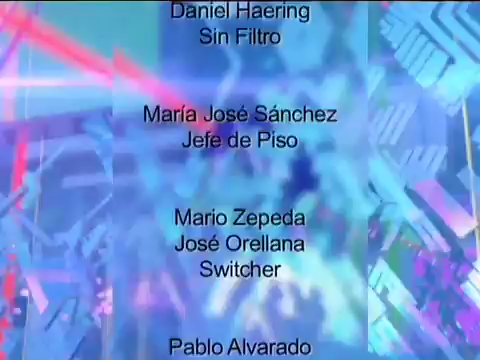 Daniel Haering
Sin Filtro
María José Sánchez
Jefe de Piso
Mario Zepeda
José Orellana
Switcher
Pablo Alvarado